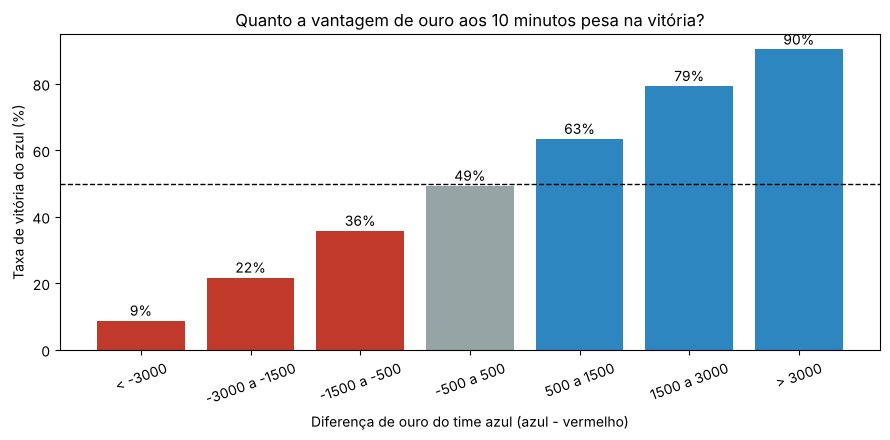 Quanto a vantagem de ouro aos 10 minutos pesa na vitória?
Taxa de vitória do azul (%)
80
60
40
20
0
9%
22%
36%
49%
63%
79%
90%
< -3000
-3000 a -1500
-1500 a -500
-500 a 500
500 a 1500
1500 a 3000
> 3000
Diferença de ouro do time azul (azul - vermelho)